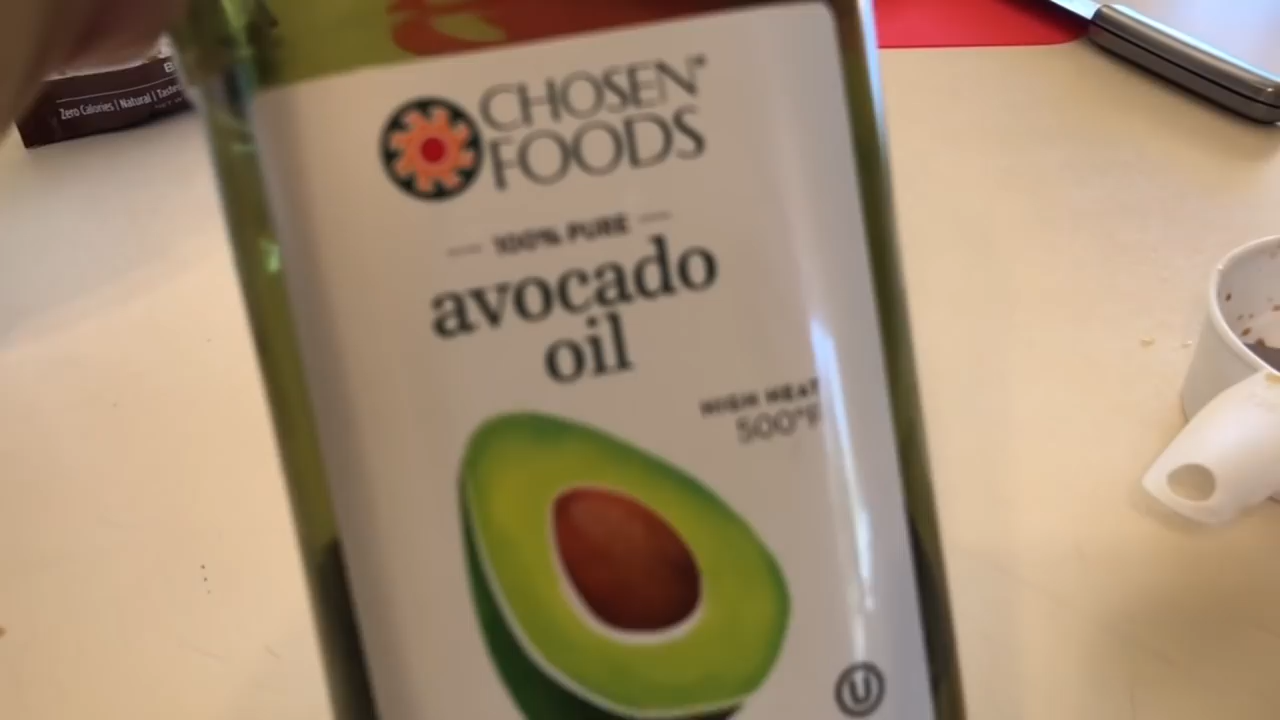 CHOSEN
FOODS
100% PURE
avocado
oil
HIGH HEAT
500°F
U
Zero Calories | Natural |